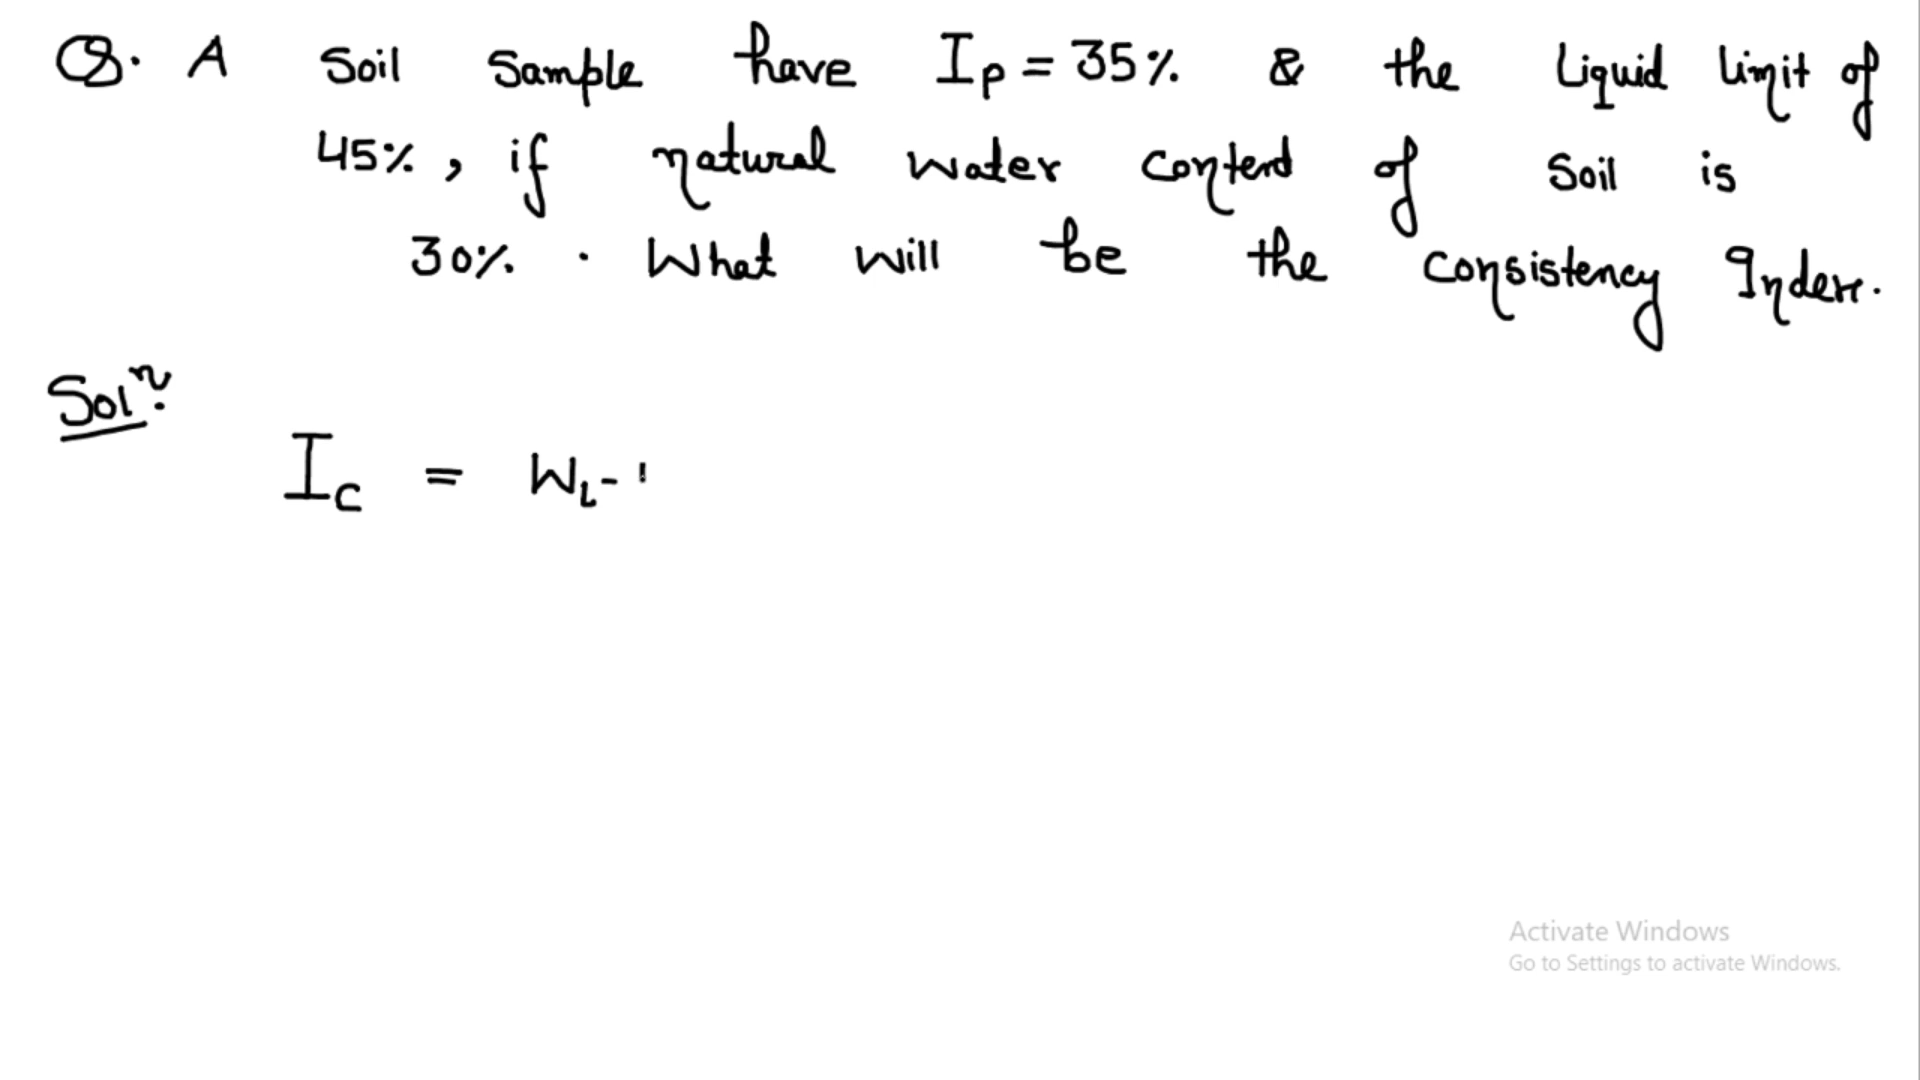 Q. A Soil Sample have Ip = 35% & the Liquid limit of
45%, if natural water contend of Soil is
30%. What will be the consistency Index.
Solⁿ:
Ic = WL -
Activate Windows
Go to Settings to activate Windows.